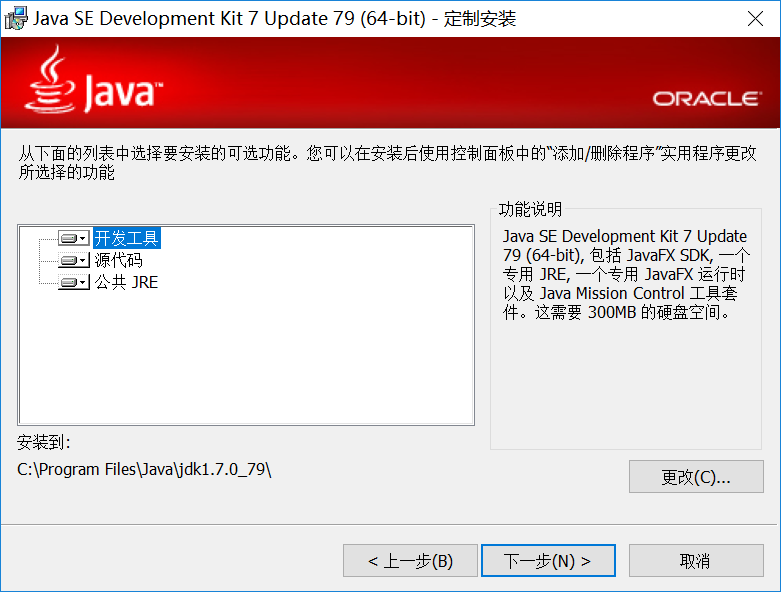 Java SE Development Kit 7 Update 79 (64-bit) - 定制安装
Java™
ORACLE®
从下面的列表中选择要安装的可选功能。您可以在安装后使用控制面板中的“添加/删除程序”实用程序更改
所选择的功能
开发工具
源代码
公共 JRE
功能说明
Java SE Development Kit 7 Update
79 (64-bit), 包括 JavaFX SDK, 一个
专用 JRE, 一个专用 JavaFX 运行时
以及 Java Mission Control 工具套
件。这需要 300MB 的硬盘空间。
安装到:
C:\Program Files\Java\jdk1.7.0_79\
更改(C)...
< 上一步(B)
下一步(N) >
取消